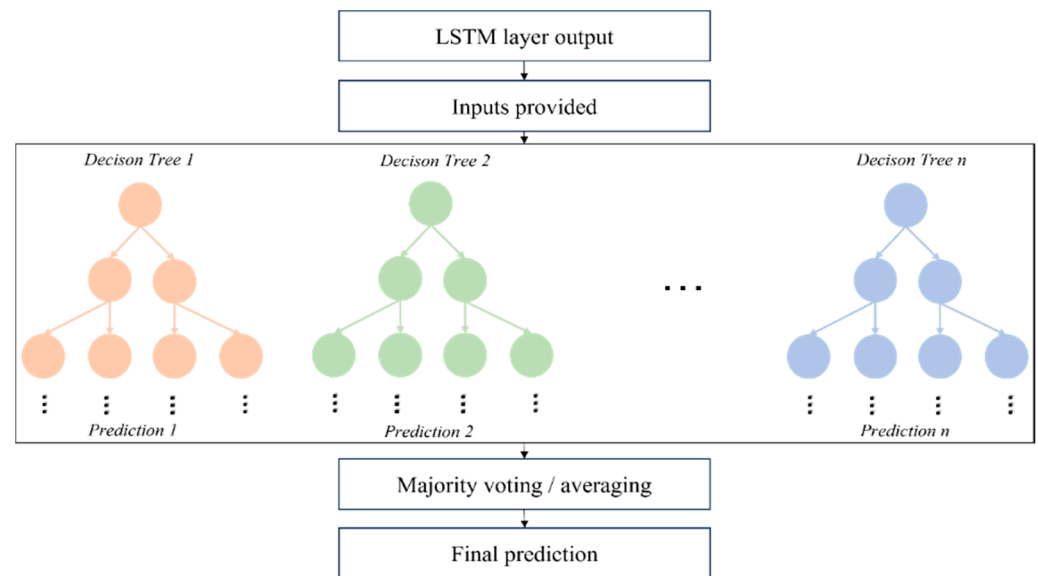 LSTM layer output
Inputs provided
Decison Tree 1
Decison Tree 2
Decison Tree n
...
Prediction 1
Prediction 2
Prediction n
Majority voting / averaging
Final prediction